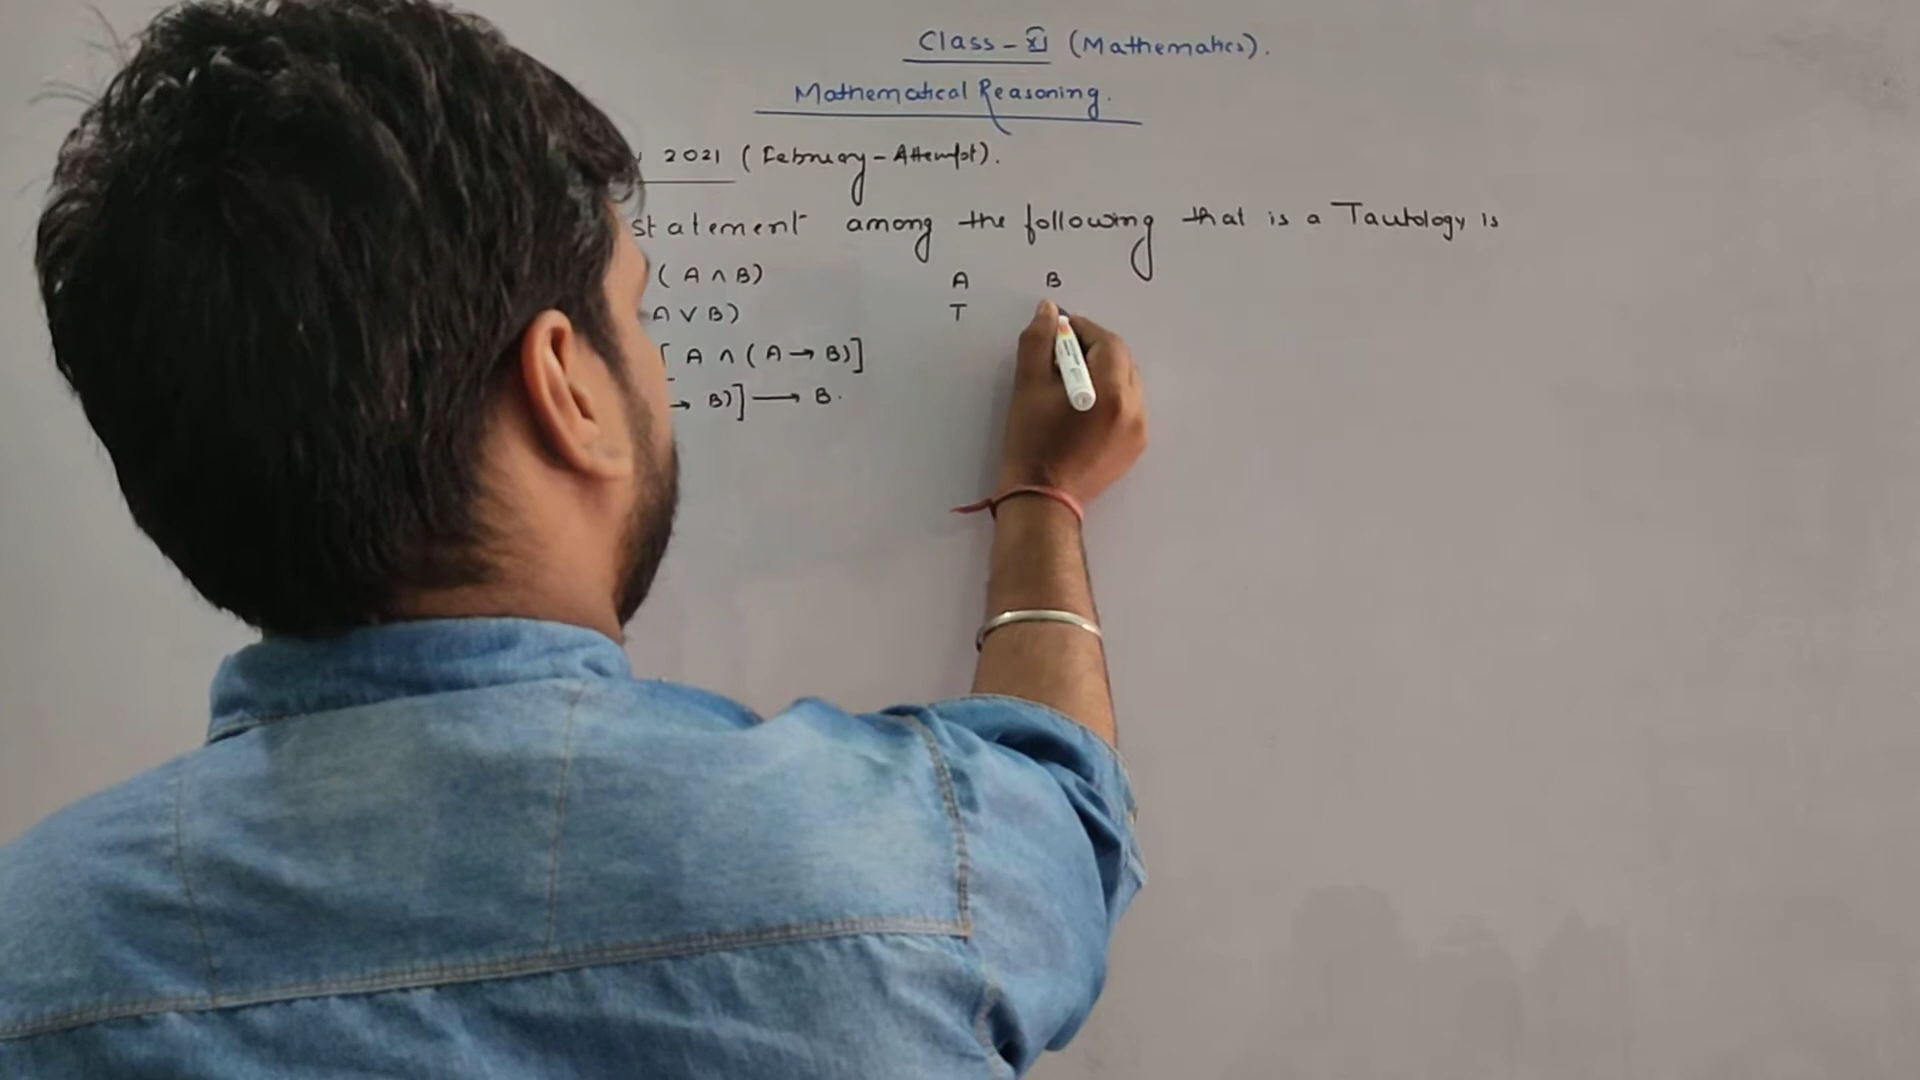 Class - XI (Mathematics).
Mathematical Reasoning.
2021 (February - Attempt).
statement among the following that is a Tautology is
( A ∧ B)
A ∨ B)
[ A ∧ ( A → B)]
→ B)] → B.
A B
T